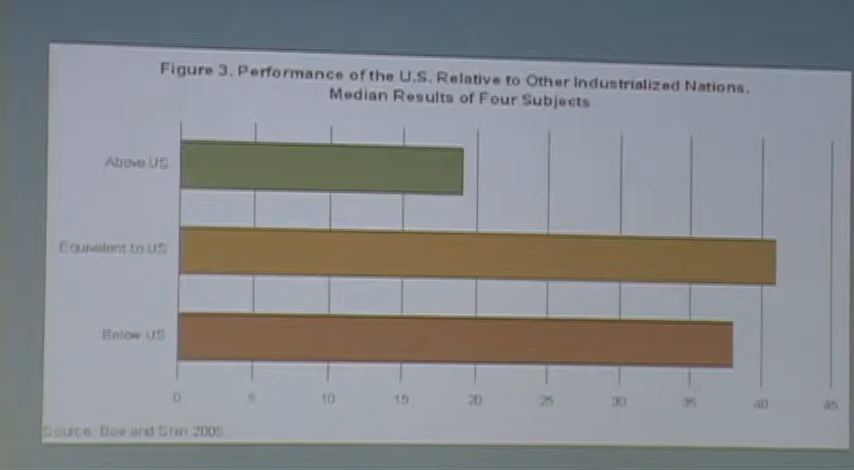 Figure 3. Performance of the U.S. Relative to Other Industrialized Nations,
Median Results of Four Subjects
Above US
Equivalent to US
Below US
0 5 10 15 20 25 30 35 40 45
Source: Boe and Shin 2005